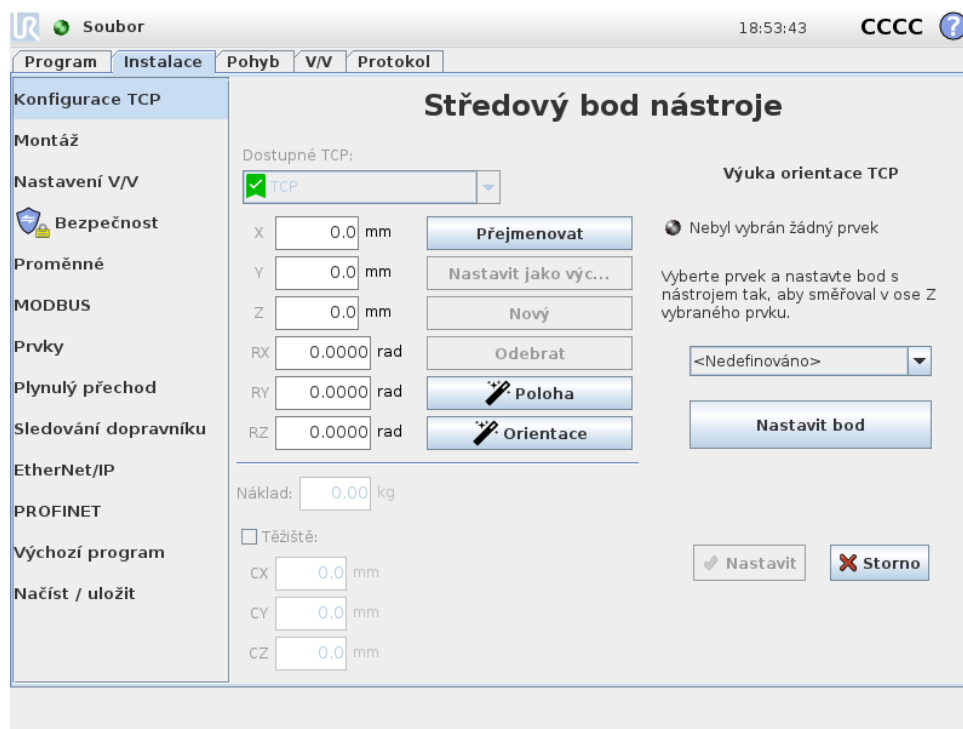 UR Soubor 18:53:43 CCCC ?
Program Instalace Pohyb V/V Protokol
Konfigurace TCP
Montáž
Nastavení V/V
Bezpečnost
Proměnné
MODBUS
Prvky
Plynulý přechod
Sledování dopravníku
EtherNet/IP
PROFINET
Výchozí program
Načíst / uložit
Středový bod nástroje
Dostupné TCP:
TCP
X 0.0 mm Přejmenovat
Y 0.0 mm Nastavit jako výc...
Z 0.0 mm Nový
RX 0.0000 rad Odebrat
RY 0.0000 rad Poloha
RZ 0.0000 rad Orientace
Náklad: 0.00 kg
Těžiště:
CX 0.0 mm
CY 0.0 mm
CZ 0.0 mm
Výuka orientace TCP
Nebyl vybrán žádný prvek
Vyberte prvek a nastavte bod s
nástrojem tak, aby směřoval v ose Z
vybraného prvku.
<Nedefinováno>
Nastavit bod
Nastavit Storno